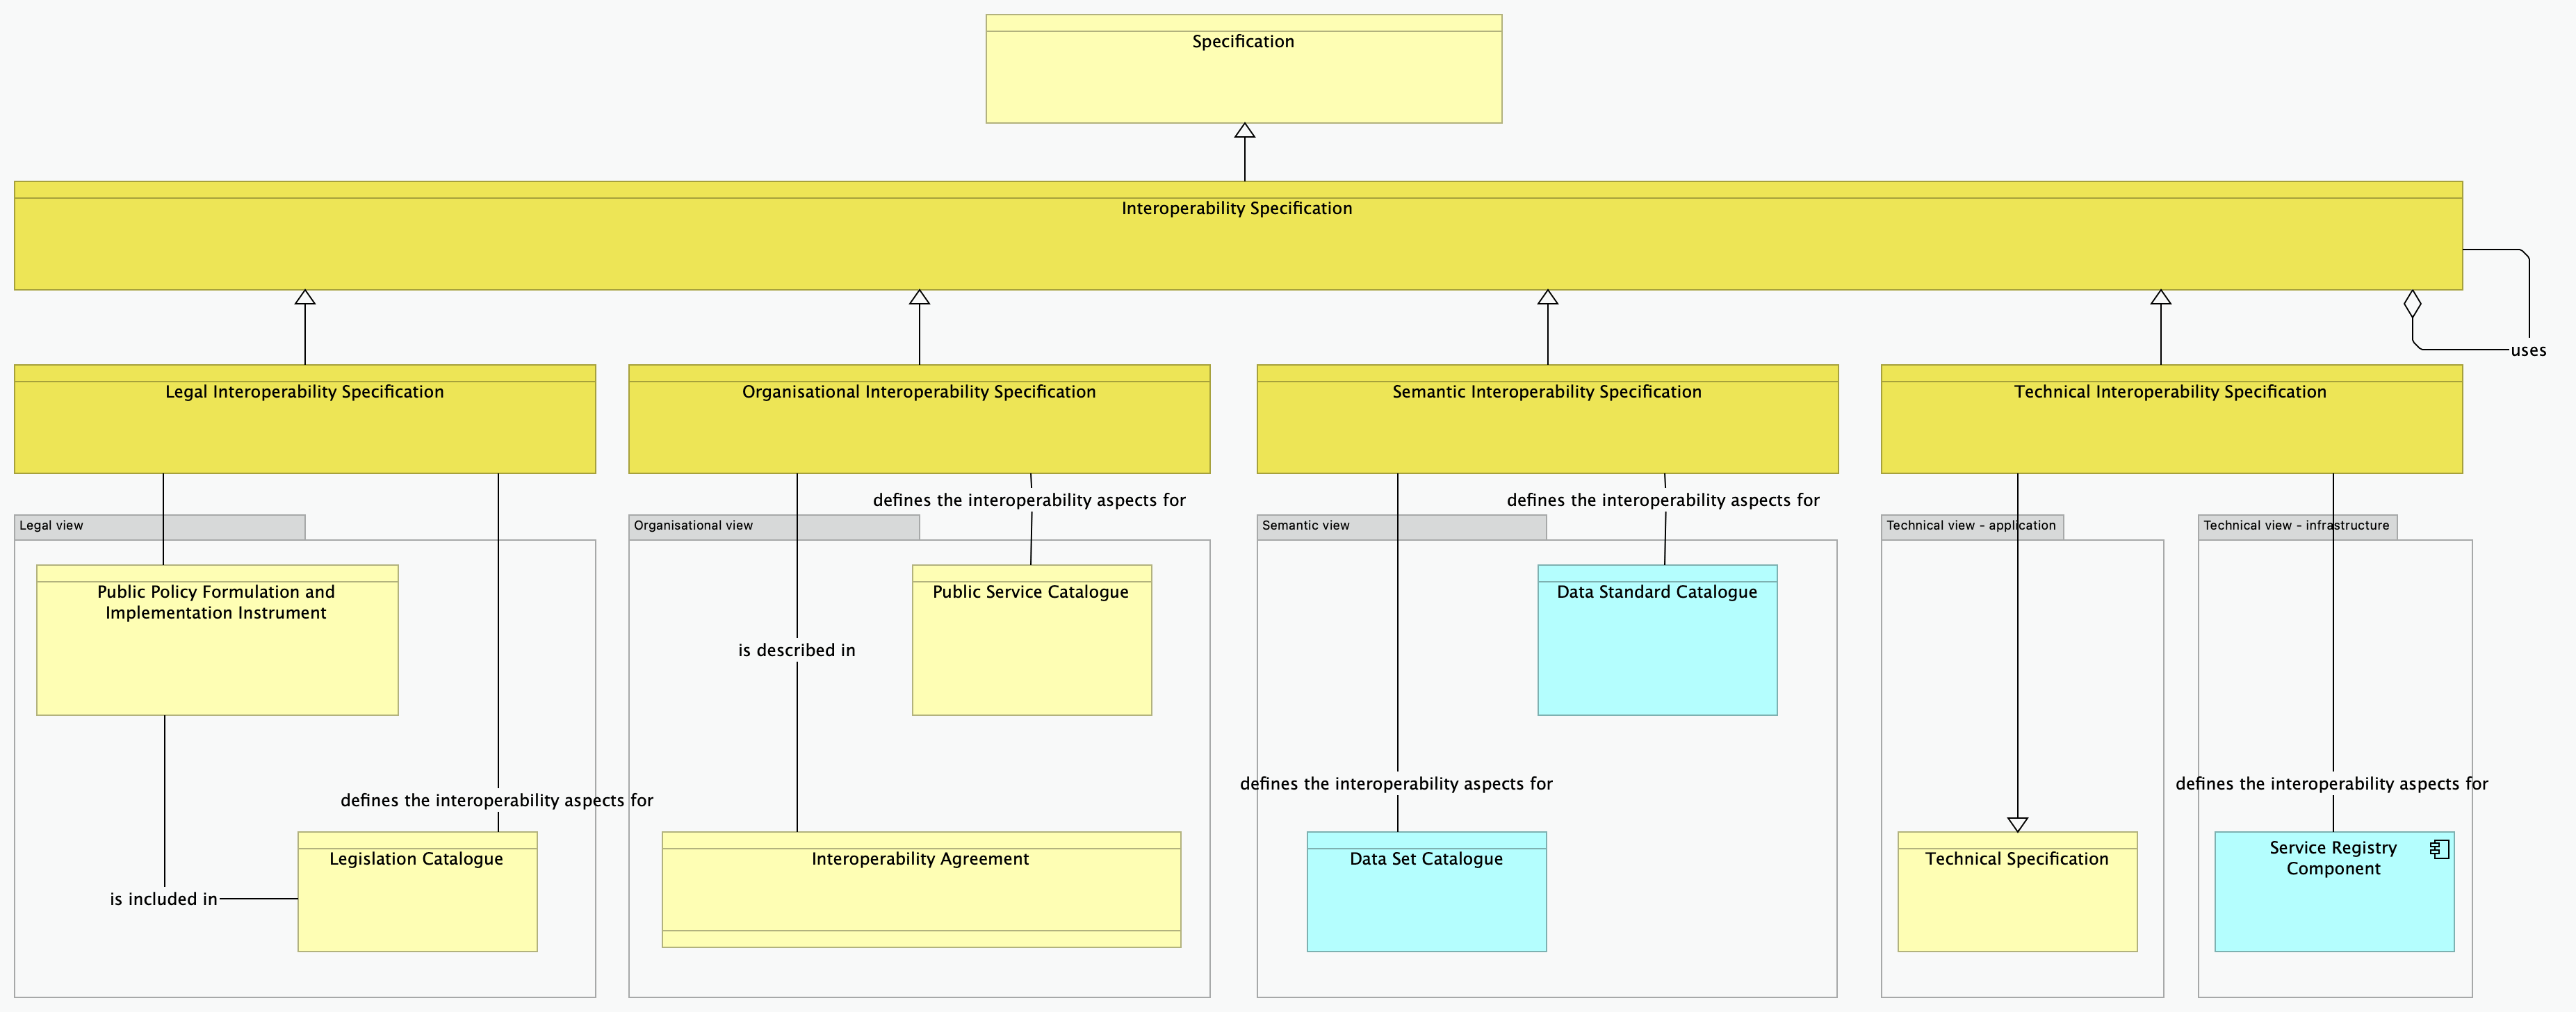 Specification
Interoperability Specification
uses
Legal Interoperability Specification
Organisational Interoperability Specification
Semantic Interoperability Specification
Technical Interoperability Specification
defines the interoperability aspects for
defines the interoperability aspects for
Legal view
Organisational view
Semantic view
Technical view - application
Technical view - infrastructure
Public Policy Formulation and
Implementation Instrument
Public Service Catalogue
Data Standard Catalogue
is described in
defines the interoperability aspects for
defines the interoperability aspects for
defines the interoperability aspects for
Legislation Catalogue
Interoperability Agreement
Data Set Catalogue
Technical Specification
Service Registry
Component
is included in